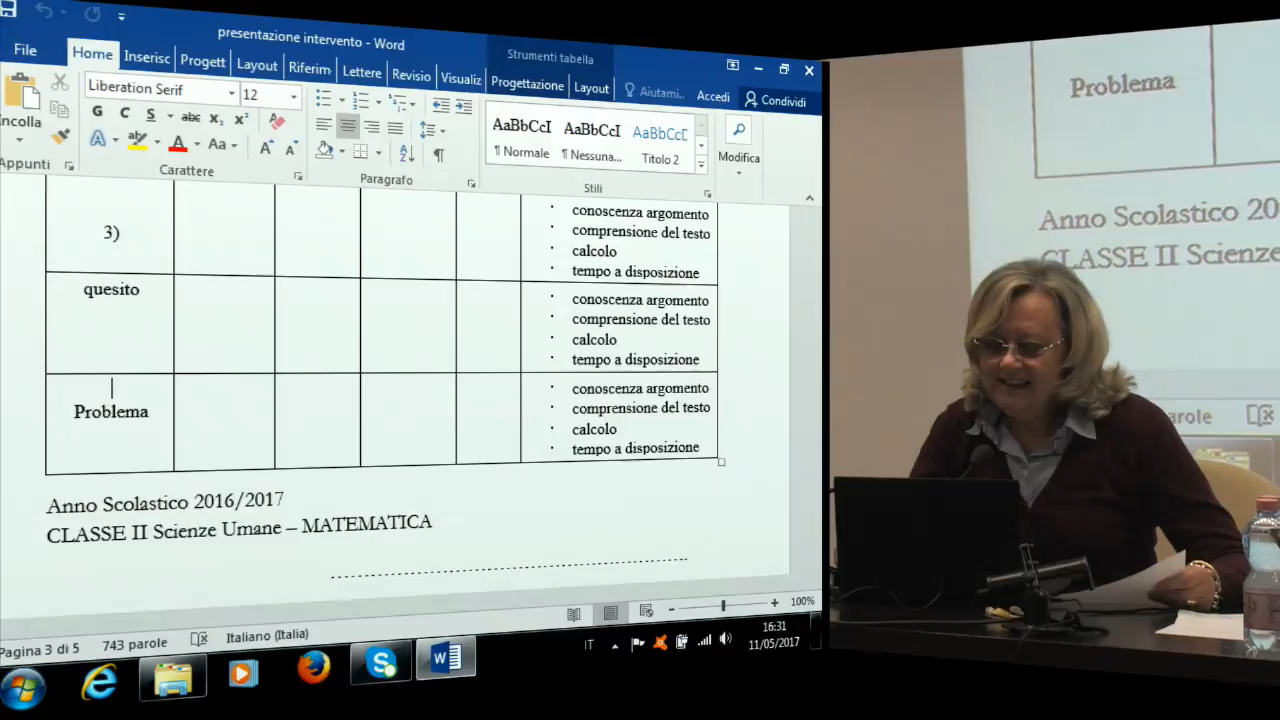 presentazione intervento - Word
Strumenti tabella
File
Home
Inserisc
Progett
Layout
Riferim
Lettere
Revisio
Visualiz
Progettazione
Layout
Aiutami...
Accedi
Condividi
Incolla
Appunti
Liberation Serif
12
G C S abc x₂ x²
A ab A Aa A A
Carattere
Paragrafo
AaBbCcI
AaBbCcI
AaBbCc
¶ Normale
¶ Nessuna...
Titolo 2
Stili
Modifica
3)
· conoscenza argomento
· comprensione del testo
· calcolo
· tempo a disposizione
quesito
· conoscenza argomento
· comprensione del testo
· calcolo
· tempo a disposizione
Problema
· conoscenza argomento
· comprensione del testo
· calcolo
· tempo a disposizione
Anno Scolastico 2016/2017
CLASSE II Scienze Umane – MATEMATICA
Pagina 3 di 5
743 parole
Italiano (Italia)
100%
IT
16:31
11/05/2017
Problema
Anno Scolastico 20
CLASSE II Scienze
parole